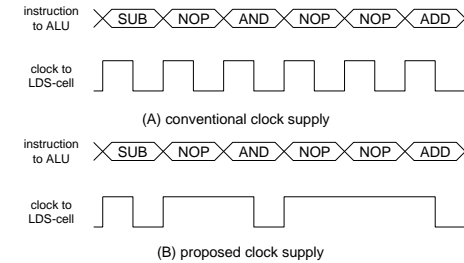 instruction
to ALU
SUB NOP AND NOP NOP ADD
clock to
LDS-cell
(A) conventional clock supply
instruction
to ALU
SUB NOP AND NOP NOP ADD
clock to
LDS-cell
(B) proposed clock supply